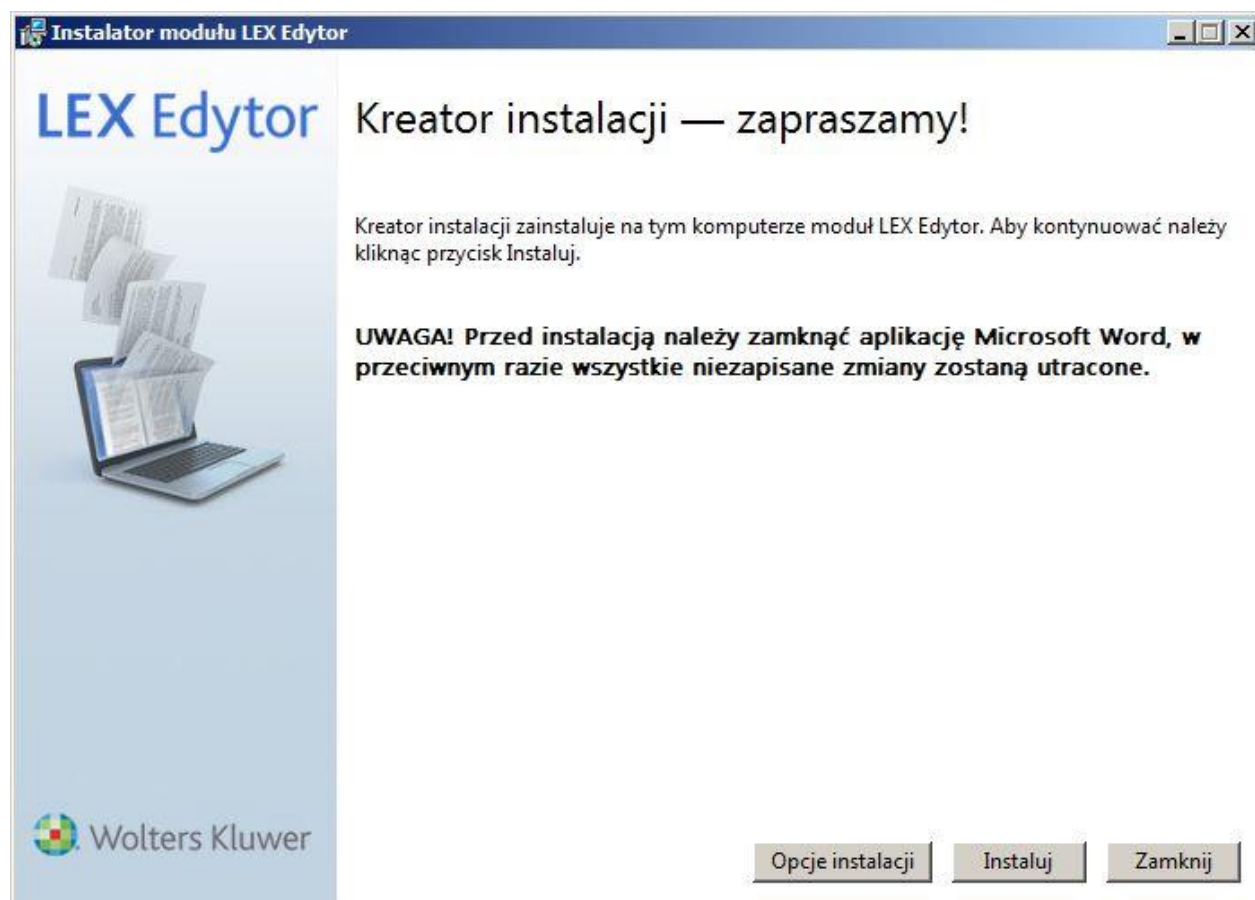 Instalator modułu LEX Edytor
LEX Edytor
Kreator instalacji — zapraszamy!
Kreator instalacji zainstaluje na tym komputerze moduł LEX Edytor. Aby kontynuować należy
kliknąc przycisk Instaluj.
UWAGA! Przed instalacją należy zamknąć aplikację Microsoft Word, w
przeciwnym razie wszystkie niezapisane zmiany zostaną utracone.
Wolters Kluwer
Opcje instalacji
Instaluj
Zamknij